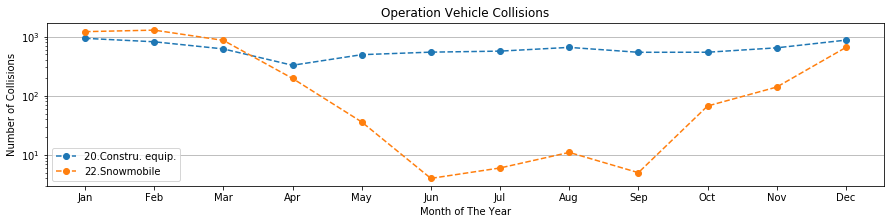 Operation Vehicle Collisions
Number of Collisions
10³
10²
10¹
20.Constru. equip.
22.Snowmobile
Jan Feb Mar Apr May Jun Jul Aug Sep Oct Nov Dec
Month of The Year